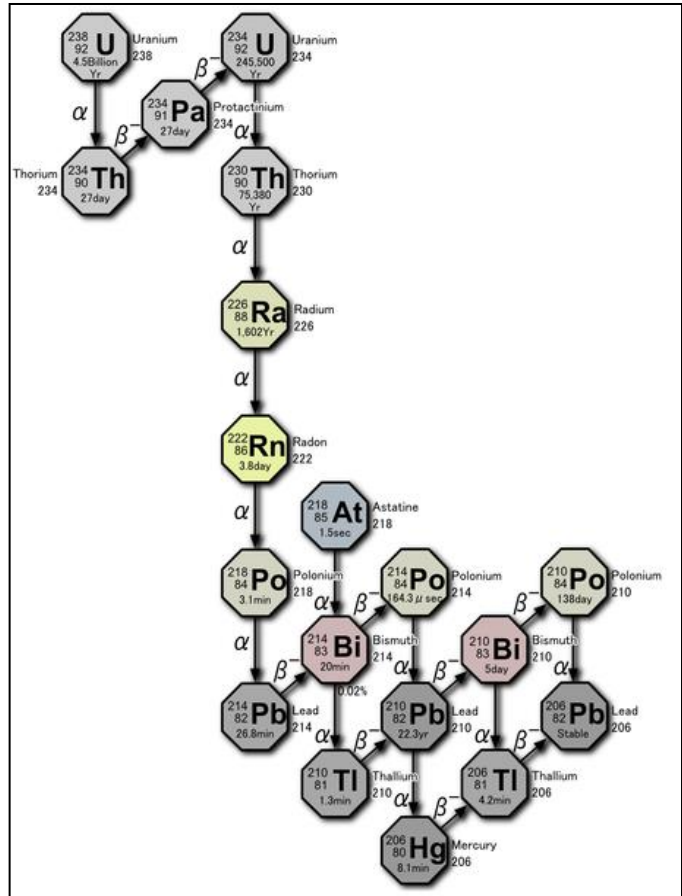 238
92
U
4.5Billion
Yr
Uranium
238
α
234
90
Th
27day
Thorium
234
β−
234
91
Pa
27day
Protactinium
234
β−
234
92
U
245,500
Yr
Uranium
234
α
230
90
Th
75,380
Yr
Thorium
230
α
226
88
Ra
1,602Yr
Radium
226
α
222
86
Rn
3.8day
Radon
222
α
218
84
Po
3.1min
Polonium
218
α
214
82
Pb
26.8min
Lead
214
β−
218
85
At
1.5sec
Astatine
218
α
214
83
Bi
20min
Bismuth
214
0.02%
α
β−
214
84
Po
164.3 μ sec
Polonium
214
α
210
81
Tl
1.3min
Thallium
210
β−
210
82
Pb
22.3yr
Lead
210
α
β−
210
83
Bi
5day
Bismuth
210
α
β−
210
84
Po
138day
Polonium
210
α
206
80
Hg
8.1min
Mercury
206
β−
206
81
Tl
4.2min
Thallium
206
β−
206
82
Pb
Stable
Lead
206